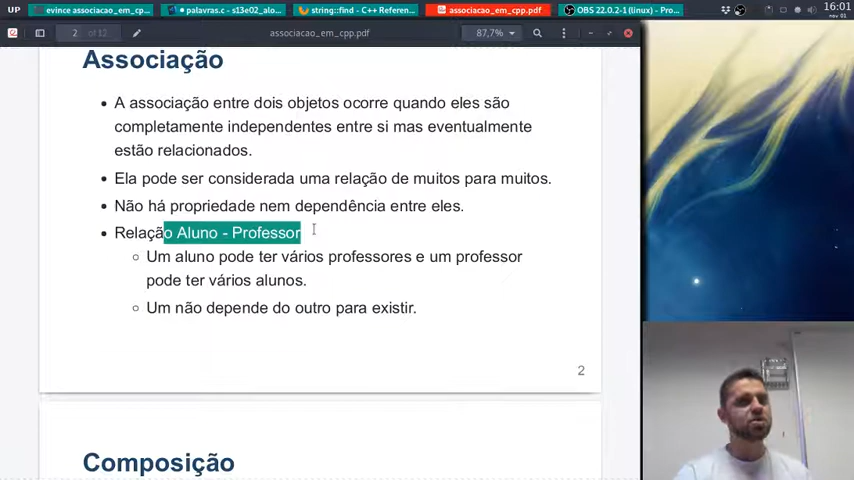 UP
evince associacao_em_cp...
palavras.c - s13e02_alo...
string::find - C++ Referen...
associacao_em_cpp.pdf
OBS 22.0.2-1 (linux) - Pro...
16:01
nov 01
2 of 12
associacao_em_cpp.pdf
87,7%
Associação
• A associação entre dois objetos ocorre quando eles são
completamente independentes entre si mas eventualmente
estão relacionados.
• Ela pode ser considerada uma relação de muitos para muitos.
• Não há propriedade nem dependência entre eles.
• Relação Aluno - Professor
○ Um aluno pode ter vários professores e um professor
pode ter vários alunos.
○ Um não depende do outro para existir.
2
Composição